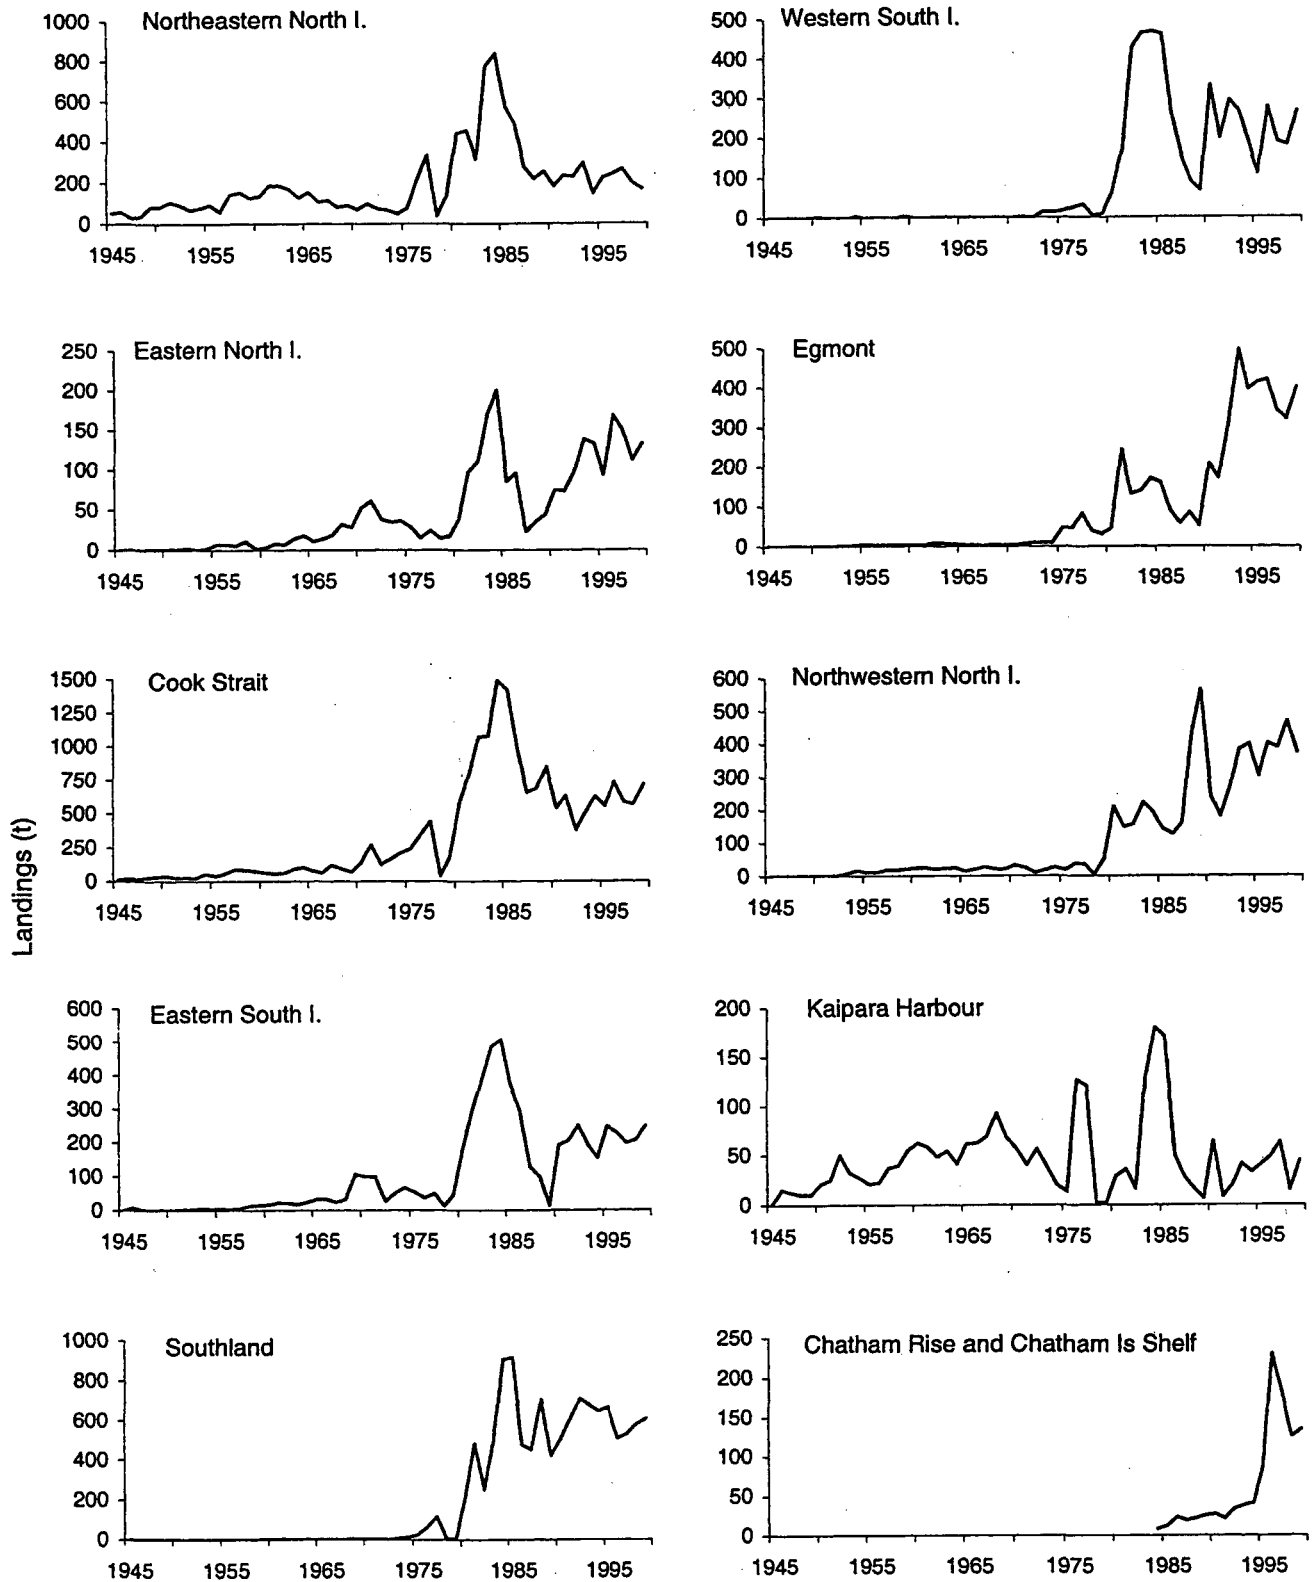 Landings (t)
Northeastern North I.
1000
800
600
400
200
0
1945 1955 1965 1975 1985 1995
Western South I.
500
400
300
200
100
0
1945 1955 1965 1975 1985 1995
Eastern North I.
250
200
150
100
50
0
1945 1955 1965 1975 1985 1995
Egmont
500
400
300
200
100
0
1945 1955 1965 1975 1985 1995
Cook Strait
1500
1250
1000
750
500
250
0
1945 1955 1965 1975 1985 1995
Northwestern North I.
600
500
400
300
200
100
0
1945 1955 1965 1975 1985 1995
Eastern South I.
600
500
400
300
200
100
0
1945 1955 1965 1975 1985 1995
Kaipara Harbour
200
150
100
50
0
1945 1955 1965 1975 1985 1995
Southland
1000
800
600
400
200
0
1945 1955 1965 1975 1985 1995
Chatham Rise and Chatham Is Shelf
250
200
150
100
50
0
1945 1955 1965 1975 1985 1995